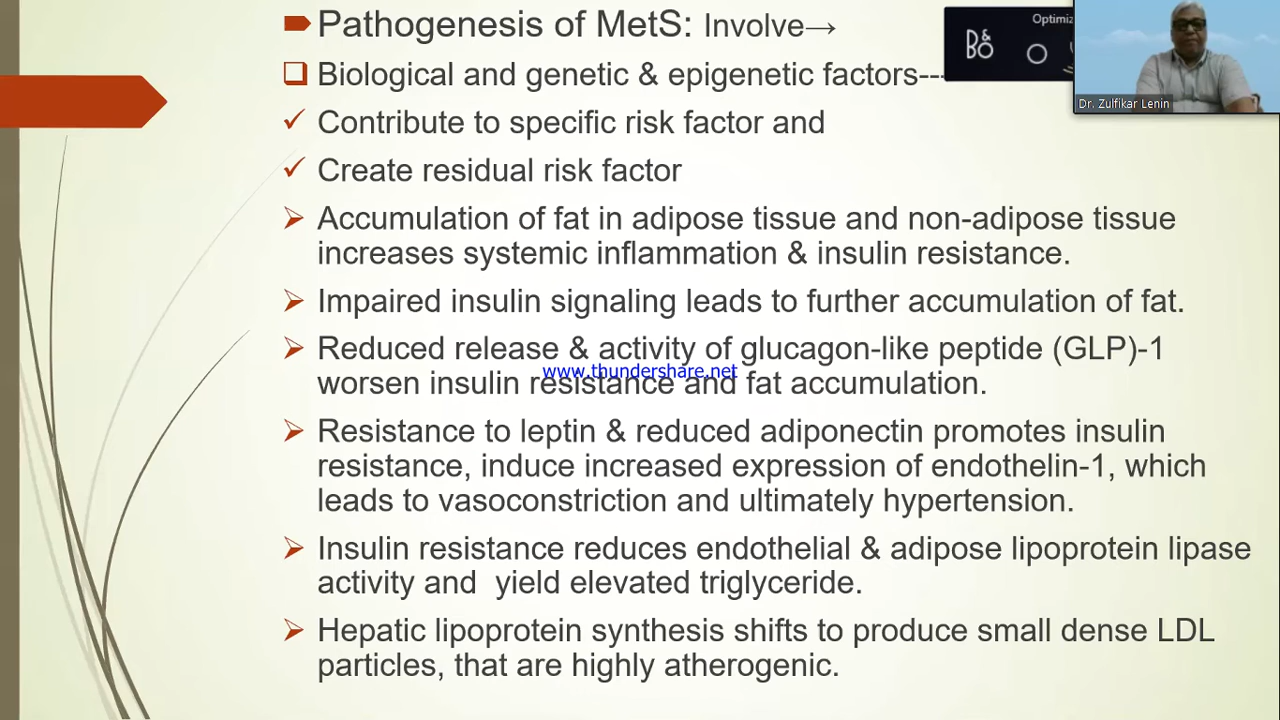 Pathogenesis of MetS: Involve→
Biological and genetic & epigenetic factors---
Contribute to specific risk factor and
Create residual risk factor
Accumulation of fat in adipose tissue and non-adipose tissue
increases systemic inflammation & insulin resistance.
Impaired insulin signaling leads to further accumulation of fat.
Reduced release & activity of glucagon-like peptide (GLP)-1
www.thundershare.net
worsen insulin resistance and fat accumulation.
Resistance to leptin & reduced adiponectin promotes insulin
resistance, induce increased expression of endothelin-1, which
leads to vasoconstriction and ultimately hypertension.
Insulin resistance reduces endothelial & adipose lipoprotein lipase
activity and yield elevated triglyceride.
Hepatic lipoprotein synthesis shifts to produce small dense LDL
particles, that are highly atherogenic.
B&O
Dr. Zulfikar Lenin